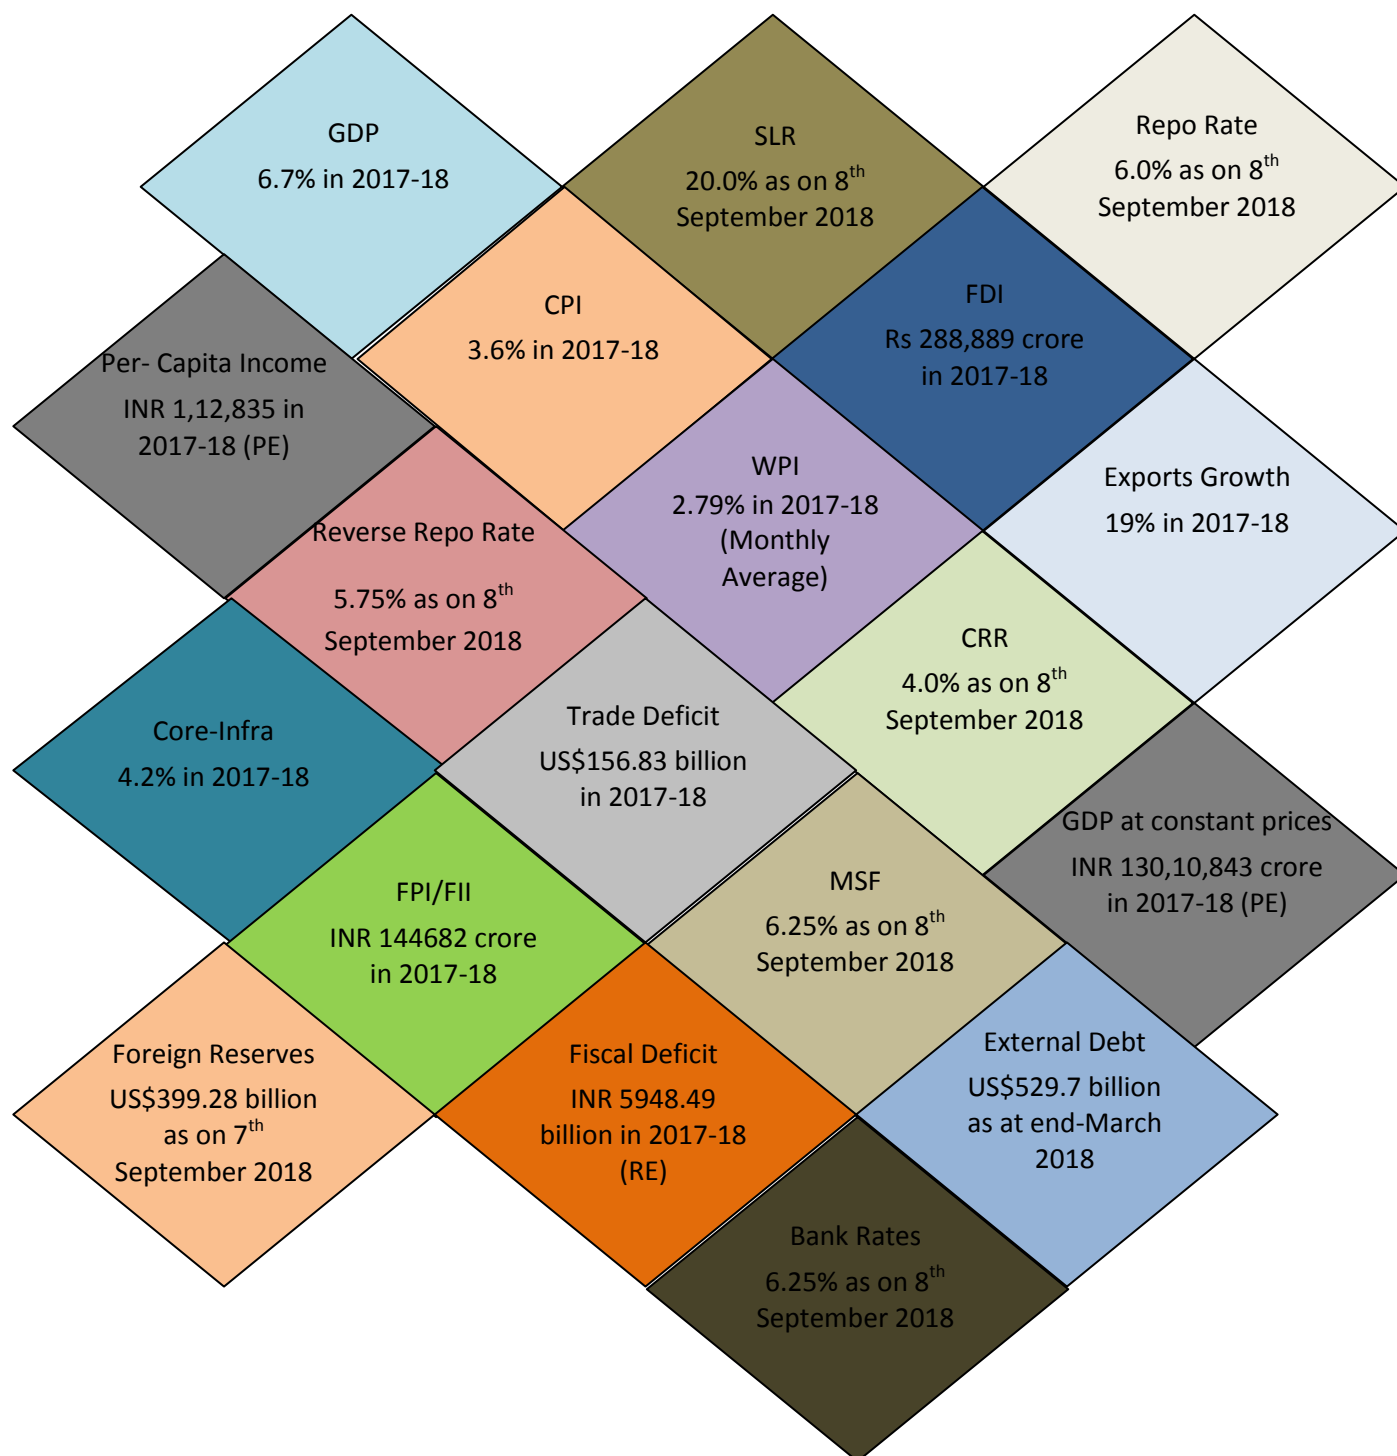 GDP
6.7% in 2017-18
SLR
20.0% as on 8th
September 2018
Repo Rate
6.0% as on 8th
September 2018
CPI
3.6% in 2017-18
FDI
Rs 288,889 crore
in 2017-18
Per- Capita Income
INR 1,12,835 in
2017-18 (PE)
WPI
2.79% in 2017-18
(Monthly
Average)
Exports Growth
19% in 2017-18
Reverse Repo Rate
5.75% as on 8th
September 2018
CRR
4.0% as on 8th
September 2018
Core-Infra
4.2% in 2017-18
Trade Deficit
US$156.83 billion
in 2017-18
GDP at constant prices
INR 130,10,843 crore
in 2017-18 (PE)
FPI/FII
INR 144682 crore
in 2017-18
MSF
6.25% as on 8th
September 2018
Foreign Reserves
US$399.28 billion
as on 7th
September 2018
Fiscal Deficit
INR 5948.49
billion in 2017-18
(RE)
External Debt
US$529.7 billion
as at end-March
2018
Bank Rates
6.25% as on 8th
September 2018